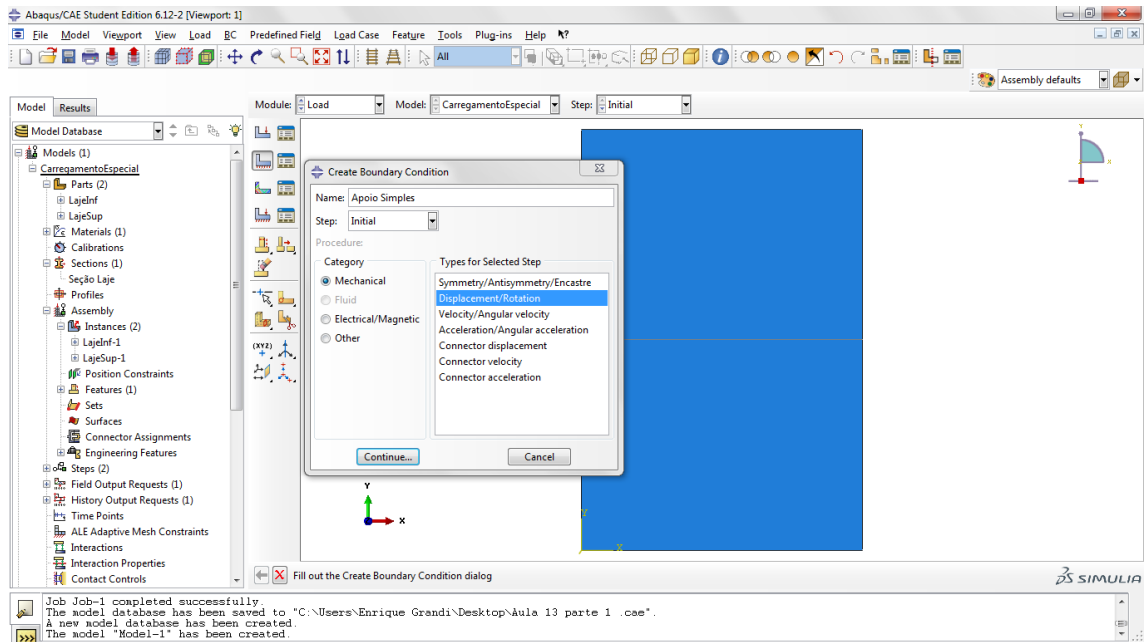 Abaqus/CAE Student Edition 6.12-2 [Viewport: 1]
File Model Viewport View Load BC Predefined Field Load Case Feature Tools Plug-ins Help
All
Assembly defaults
Model Results
Module: Load Model: CarregamentoEspecial Step: Initial
Model Database
Models (1)
CarregamentoEspecial
Parts (2)
LajeInf
LajeSup
Materials (1)
Calibrations
Sections (1)
Seção Laje
Profiles
Assembly
Instances (2)
LajeInf-1
LajeSup-1
Position Constraints
Features (1)
Sets
Surfaces
Connector Assignments
Engineering Features
Steps (2)
Field Output Requests (1)
History Output Requests (1)
Time Points
ALE Adaptive Mesh Constraints
Interactions
Interaction Properties
Contact Controls
(XYZ)
Create Boundary Condition
Name: Apoio Simples
Step: Initial
Procedure:
Category
Mechanical
Fluid
Electrical/Magnetic
Other
Types for Selected Step
Symmetry/Antisymmetry/Encastre
Displacement/Rotation
Velocity/Angular velocity
Acceleration/Angular acceleration
Connector displacement
Connector velocity
Connector acceleration
Continue... Cancel
Y
X
Y
X
Y
X
Fill out the Create Boundary Condition dialog
SIMULIA
Job Job-1 completed successfully.
The model database has been saved to "C:\Users\Enrique Grandi\Desktop\Aula 13 parte 1 .cae".
A new model database has been created.
The model "Model-1" has been created.
>>>